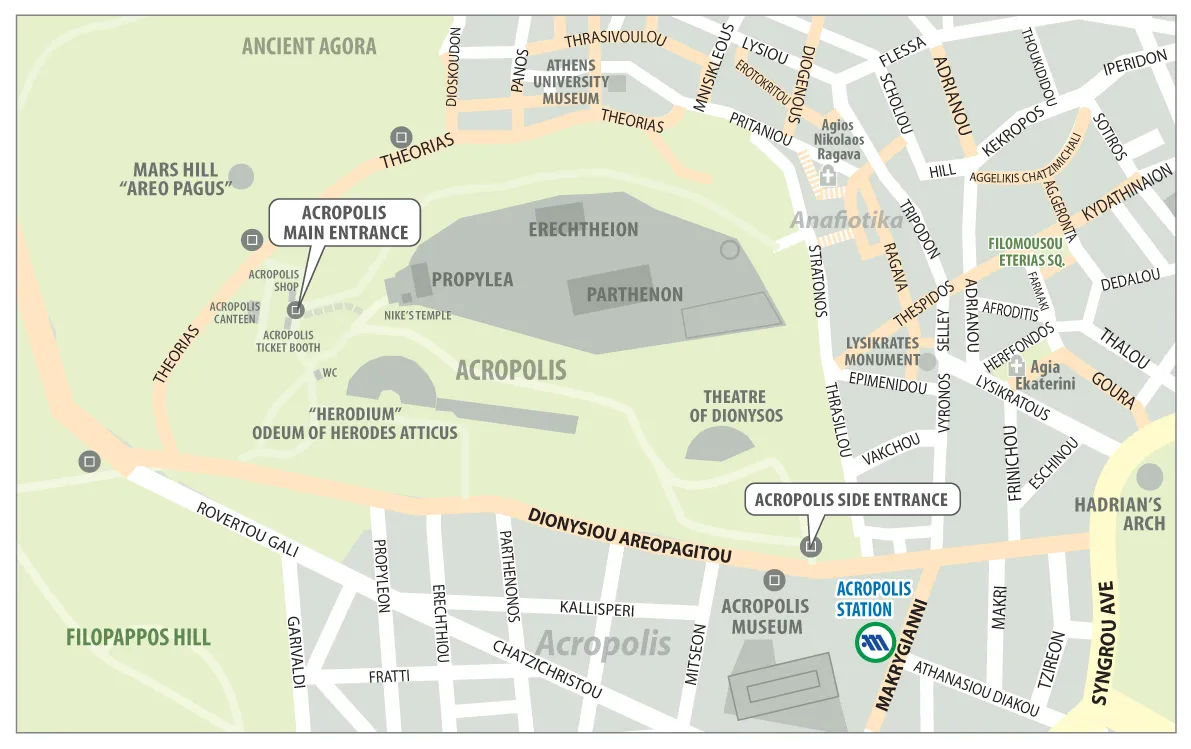 ANCIENT AGORA
DIOSKOUDON
PANOS
THRASIVOULOU
ATHENS
UNIVERSITY
MUSEUM
MNISIKLEOUS
LYSIOU
EROTOKRITOU
DIOGENOUS
FLESSA
ADRIANOU
THOUKIDIDOU
IPERIDON
SCHOLIOU
KEKROPOS
SOTIROS
THEORIAS
THEORIAS
PRITANIOU
Agios
Nikolaos
Ragava
HILL
AGGELIKIS CHATZIMICHALI
AGGERONTA
KYDATHINAION
MARS HILL
"AREO PAGUS"
ACROPOLIS
MAIN ENTRANCE
ERECHTHEION
Anafiotika
TRIPODON
FILOMOUSOU
ETERIAS SQ.
RAGAVA
STRATONOS
ACROPOLIS
SHOP
PROPYLEA
PARTHENON
THESPIDOS
ADRIANOU
FARMAKI
DEDALOU
AFRODITIS
ACROPOLIS
CANTEEN
NIKE'S TEMPLE
ACROPOLIS
TICKET BOOTH
THEORIAS
SELLEY
HERFFONDOS
THALOU
LYSIKRATES
MONUMENT
WC
ACROPOLIS
EPIMENIDOU
Agia
Ekaterini
GOURA
LYSIKRATOUS
THEATRE
OF DIONYSOS
THRASILLOU
VYRONOS
"HERODIUM"
ODEUM OF HERODES ATTICUS
VAKCHOU
FRINICHOU
ESCHINOU
ACROPOLIS SIDE ENTRANCE
HADRIAN'S
ARCH
ROVERTOU GALI
DIONYSIOU AREOPAGITOU
PROPYLEON
ERECHTHIOU
PARTHENONOS
KALLISPERI
ACROPOLIS
MUSEUM
ACROPOLIS
STATION
MAKRYGIANNI
MAKRI
SYNGROU AVE
FILOPAPPOS HILL
GARIVALDI
Acropolis
CHATZICHRISTOU
MITSEON
FRATTI
ATHANASIOU DIAKOU
TZIREON